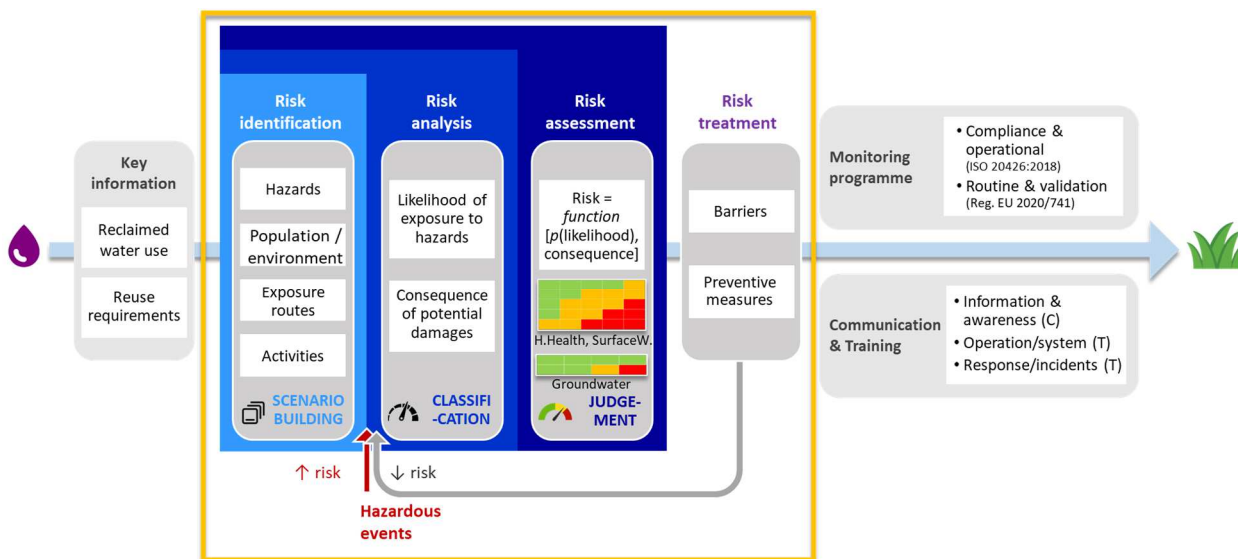 Key
information
Reclaimed
water use
Reuse
requirements
Risk
identification
Hazards
Population /
environment
Exposure
routes
Activities
SCENARIO
BUILDING
Risk
analysis
Likelihood of
exposure to
hazards
Consequence
of potential
damages
CLASSIFI
-CATION
Risk
assessment
Risk =
function
[p(likelihood),
consequence]
H.Health, SurfaceW.
Groundwater
JUDGE-
MENT
Risk
treatment
Barriers
Preventive
measures
↑ risk
↓ risk
Hazardous
events
Monitoring
programme
• Compliance &
operational
(ISO 20426:2018)
• Routine & validation
(Reg. EU 2020/741)
Communication
& Training
• Information &
awareness (C)
• Operation/system (T)
• Response/incidents (T)